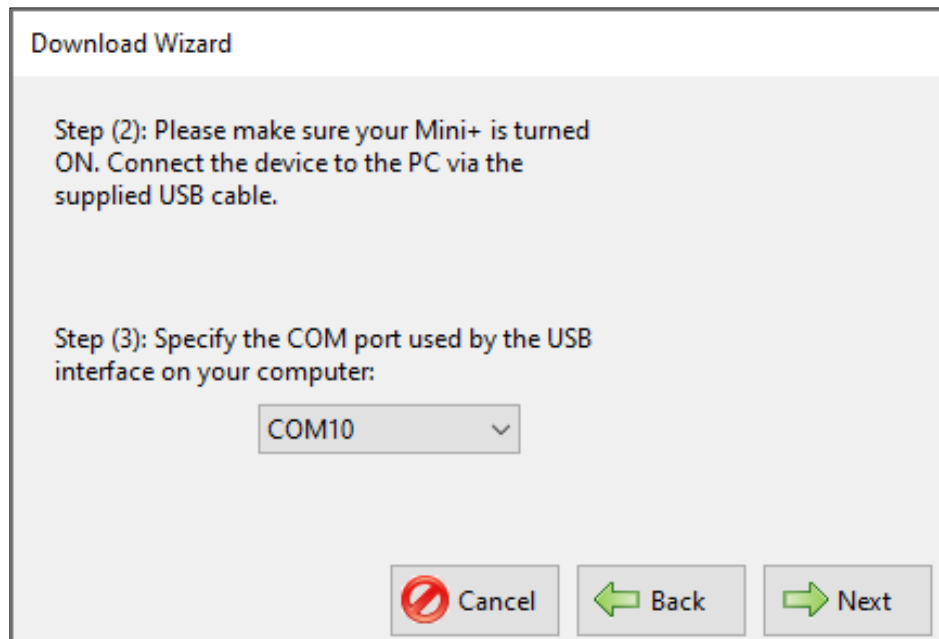 Download Wizard
Step (2): Please make sure your Mini+ is turned
ON. Connect the device to the PC via the
supplied USB cable.
Step (3): Specify the COM port used by the USB
interface on your computer:
COM10
Cancel Back Next